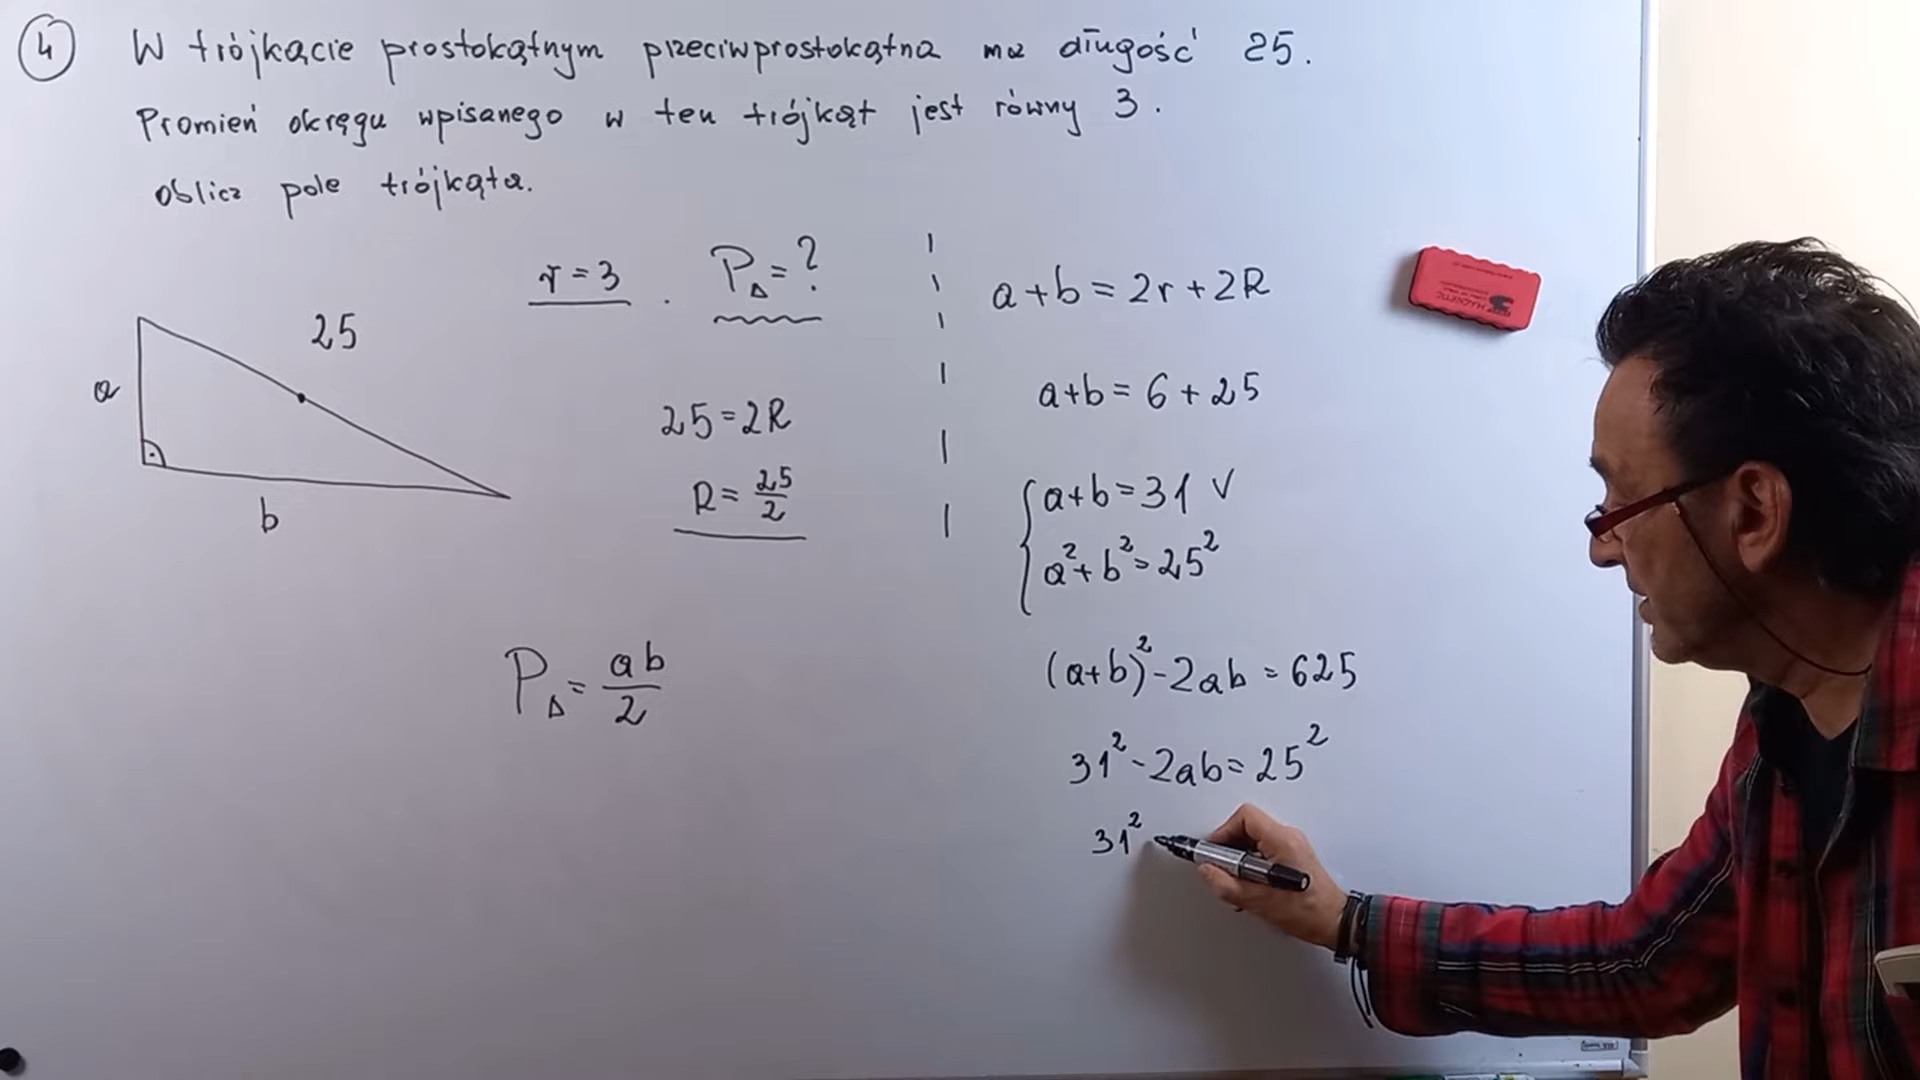 4 W trójkącie prostokątnym przeciwprostokątna ma długość 25.
Promień okręgu wpisanego w ten trójkąt jest równy 3.
Oblicz pole trójkąta.
r = 3 . P△ = ?
25
a
b
25 = 2R
R = 25/2
P△ = ab/2
a + b = 2r + 2R
a + b = 6 + 25
a + b = 31 √
a² + b² = 25²
(a+b)² - 2ab = 625
31² - 2ab = 25²
31²
MAGNETIC